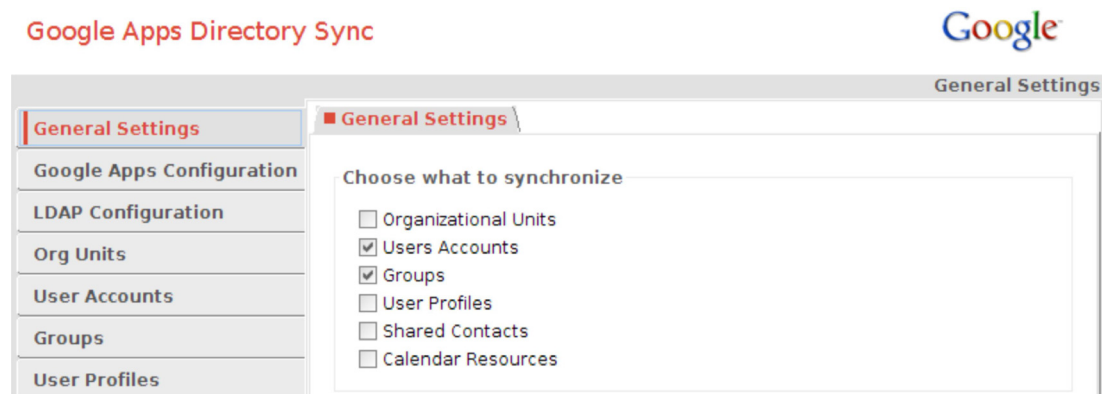 Google Apps Directory Sync
Google
General Settings
General Settings
Google Apps Configuration
LDAP Configuration
Org Units
User Accounts
Groups
User Profiles
General Settings
Choose what to synchronize
Organizational Units
Users Accounts
Groups
User Profiles
Shared Contacts
Calendar Resources